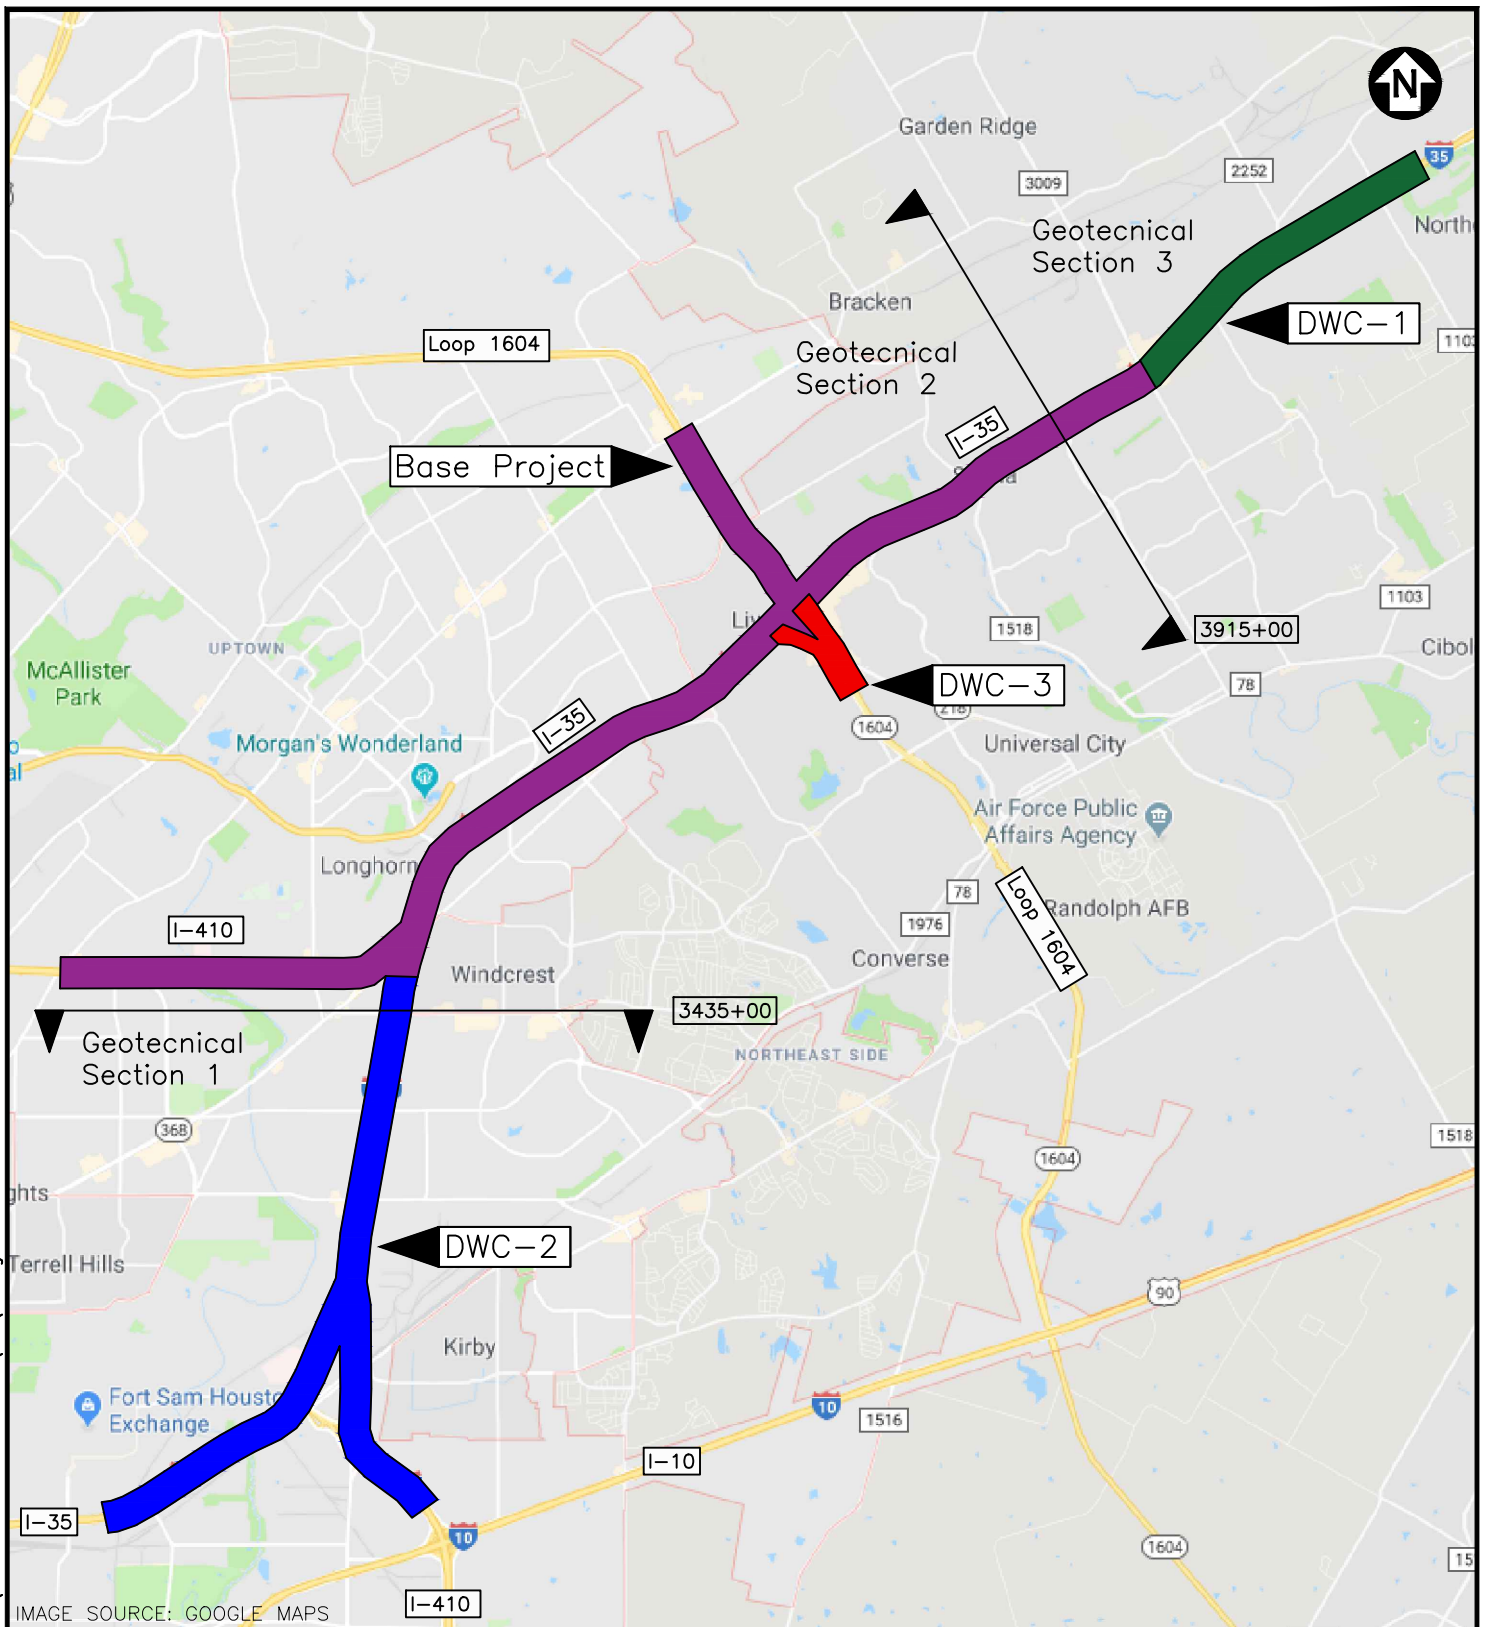 N
Garden Ridge
35
2252
3009
Geotecnical
Section 3
Bracken
DWC-1
Loop 1604
Geotecnical
Section 2
I-35
Base Project
1103
1518
3915+00
UPTOWN
McAllister
Park
78
DWC-3
I-35
1604
Morgan's Wonderland
Universal City
Air Force Public
Affairs Agency
Longhorn
78
Loop 1604
Randolph AFB
I-410
1976
Converse
Windcrest
3435+00
Geotecnical
Section 1
NORTHEAST SIDE
368
1518
1604
DWC-2
Terrell Hills
90
Kirby
Fort Sam Housto
Exchange
10
1516
I-10
I-35
10
1604
I-410
IMAGE SOURCE: GOOGLE MAPS